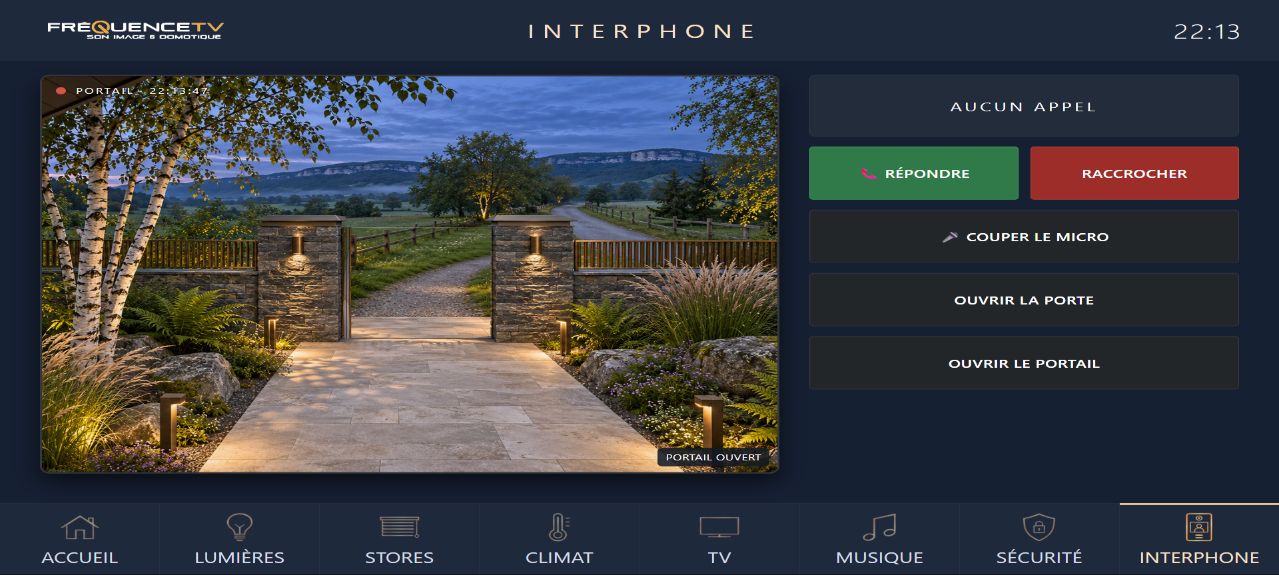 FRÉQUENCETV
SON IMAGE & DOMOTIQUE
INTERPHONE
22:13
PORTAIL - 22:13:47
PORTAIL OUVERT
AUCUN APPEL
RÉPONDRE
RACCROCHER
COUPER LE MICRO
OUVRIR LA PORTE
OUVRIR LE PORTAIL
ACCUEIL
LUMIÈRES
STORES
CLIMAT
TV
MUSIQUE
SÉCURITÉ
INTERPHONE